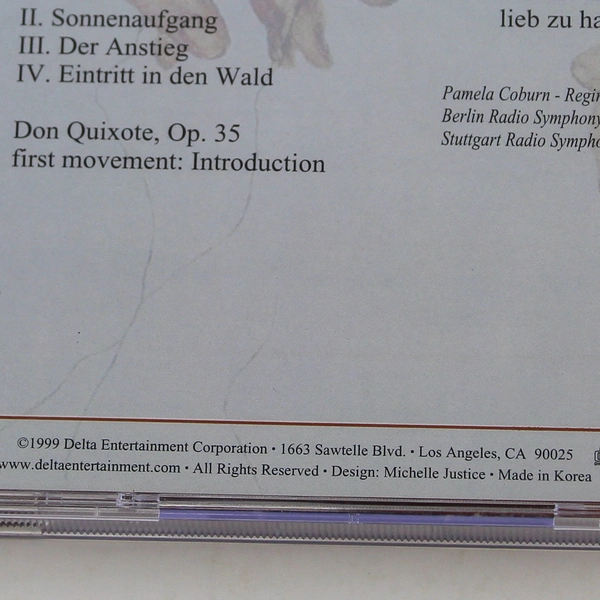 II. Sonnenaufgang
III. Der Anstieg
IV. Eintritt in den Wald
Don Quixote, Op. 35
first movement: Introduction
lieb zu ha
Pamela Coburn - Regin
Berlin Radio Symphony
Stuttgart Radio Sympho
©1999 Delta Entertainment Corporation • 1663 Sawtelle Blvd. • Los Angeles, CA 90025
www.deltaentertainment.com • All Rights Reserved • Design: Michelle Justice • Made in Korea